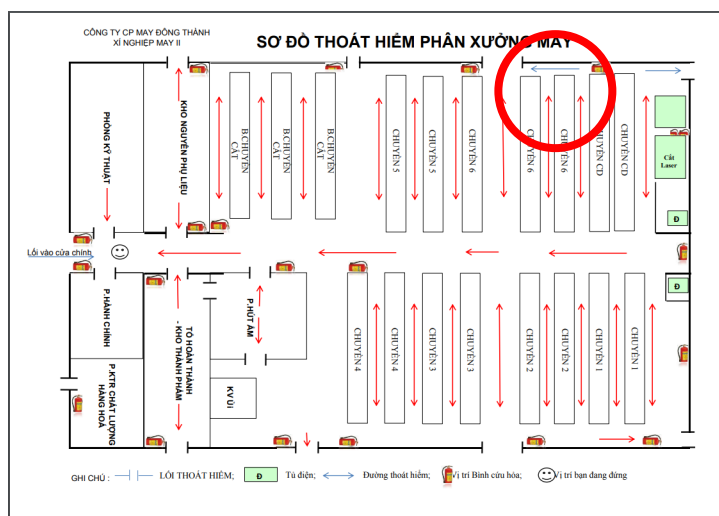 CÔNG TY CP MAY ĐÔNG THÀNH
XÍ NGHIỆP MAY II
SƠ ĐỒ THOÁT HIỂM PHÂN XƯỞNG MAY
PHÒNG KỸ THUẬT
KHO NGUYÊN PHỤ LIỆU
B.CHUYỀN CẮT
B.CHUYỀN CẮT
B.CHUYỀN CẮT
CHUYỀN 5
CHUYỀN 5
CHUYỀN 6
CHUYỀN 6
CHUYỀN 6
CHUYỀN CD
CHUYỀN CD
Cắt
Laser
Đ
Lối vào cửa chính
Đ
P.HÀNH CHÍNH
P.KTR CHẤT LƯỢNG
HÀNG HOÁ
TỔ HOÀN THÀNH
- KHO THÀNH PHẨM
P.HÚT ẨM
KV ỦI
CHUYỀN 4
CHUYỀN 4
CHUYỀN 3
CHUYỀN 3
CHUYỀN 2
CHUYỀN 2
CHUYỀN 1
CHUYỀN 1
GHI CHÚ : LỐI THOÁT HIỂM; Đ Tủ điện; Đường thoát hiểm; Vị trí Bình cứu hỏa; Vị trí bạn đang đứng